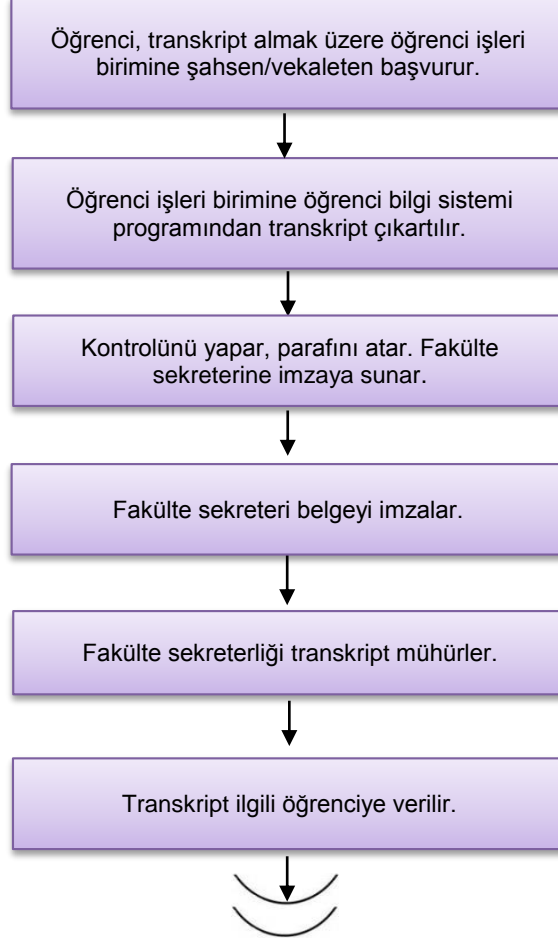 Öğrenci, transkript almak üzere öğrenci işleri
birimine şahsen/vekaleten başvurur.
Öğrenci işleri birimine öğrenci bilgi sistemi
programından transkript çıkartılır.
Kontrolünü yapar, parafını atar. Fakülte
sekreterine imzaya sunar.
Fakülte sekreteri belgeyi imzalar.
Fakülte sekreterliği transkript mühürler.
Transkript ilgili öğrenciye verilir.